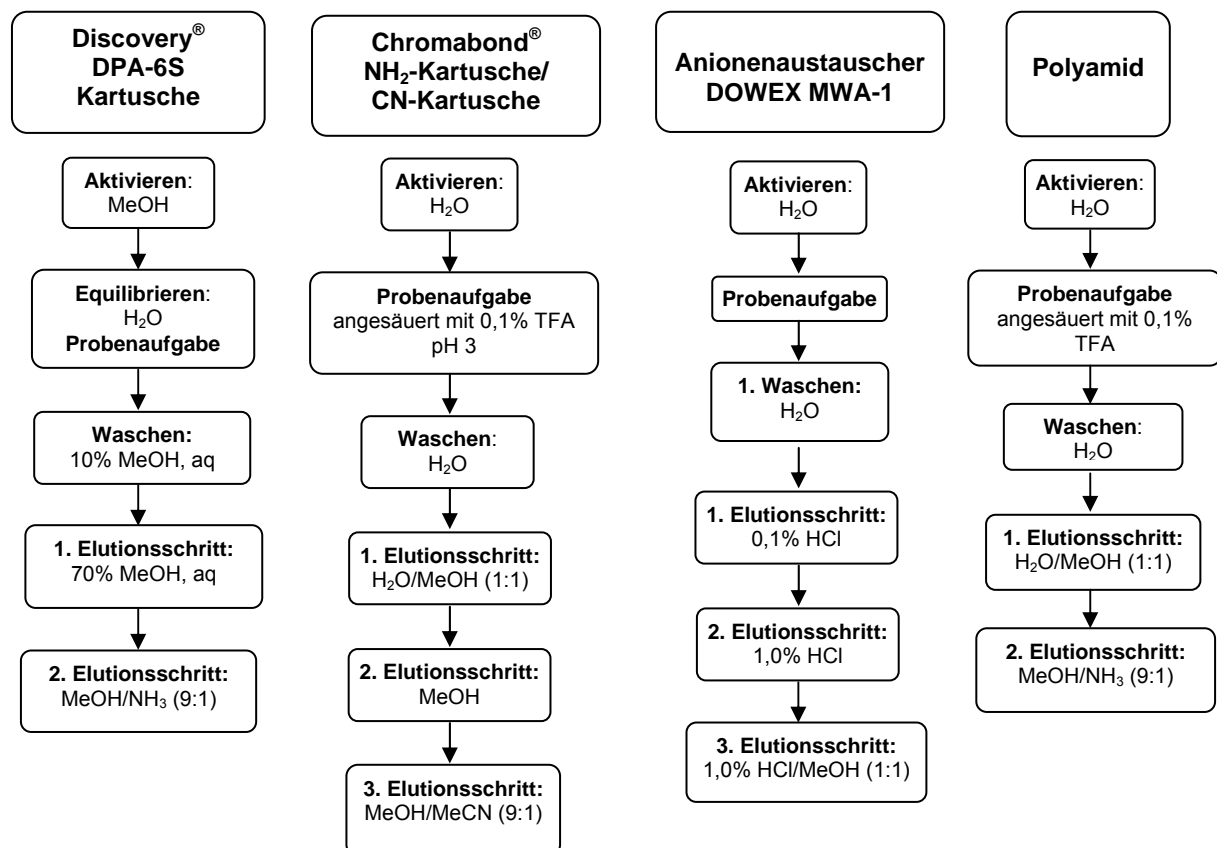 Discovery®
DPA-6S
Kartusche
Aktivieren:
MeOH
Equilibrieren:
H₂O
Probenaufgabe
Waschen:
10% MeOH, aq
1. Elutionsschritt:
70% MeOH, aq
2. Elutionsschritt:
MeOH/NH₃ (9:1)
Chromabond®
NH₂-Kartusche/
CN-Kartusche
Aktivieren:
H₂O
Probenaufgabe
angesäuert mit 0,1% TFA
pH 3
Waschen:
H₂O
1. Elutionsschritt:
H₂O/MeOH (1:1)
2. Elutionsschritt:
MeOH
3. Elutionsschritt:
MeOH/MeCN (9:1)
Anionenaustauscher
DOWEX MWA-1
Aktivieren:
H₂O
Probenaufgabe
1. Waschen:
H₂O
1. Elutionsschritt:
0,1% HCl
2. Elutionsschritt:
1,0% HCl
3. Elutionsschritt:
1,0% HCl/MeOH (1:1)
Polyamid
Aktivieren:
H₂O
Probenaufgabe
angesäuert mit 0,1%
TFA
Waschen:
H₂O
1. Elutionsschritt:
H₂O/MeOH (1:1)
2. Elutionsschritt:
MeOH/NH₃ (9:1)